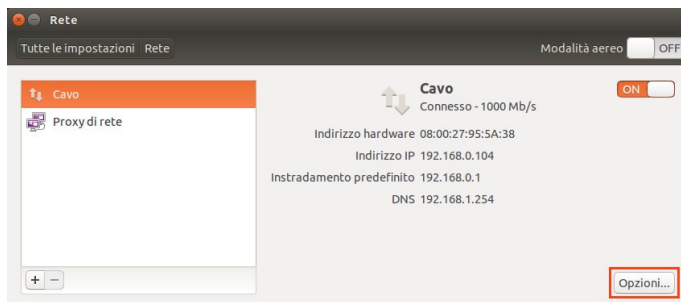 Rete
Tutte le impostazioni Rete Modalità aereo OFF
Cavo
Proxy di rete
Cavo ON
Connesso - 1000 Mb/s
Indirizzo hardware 08:00:27:95:5A:38
Indirizzo IP 192.168.0.104
Instradamento predefinito 192.168.0.1
DNS 192.168.1.254
+ −
Opzioni...